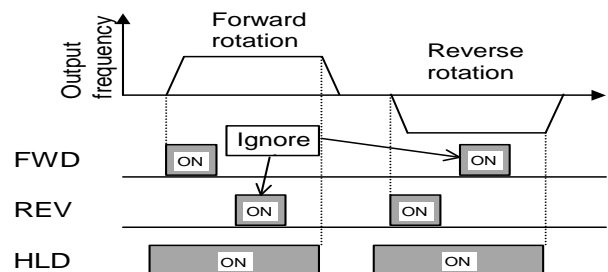 Forward
rotation
Output
frequency
Reverse
rotation
Ignore
FWD ON ON
REV ON ON
HLD ON ON